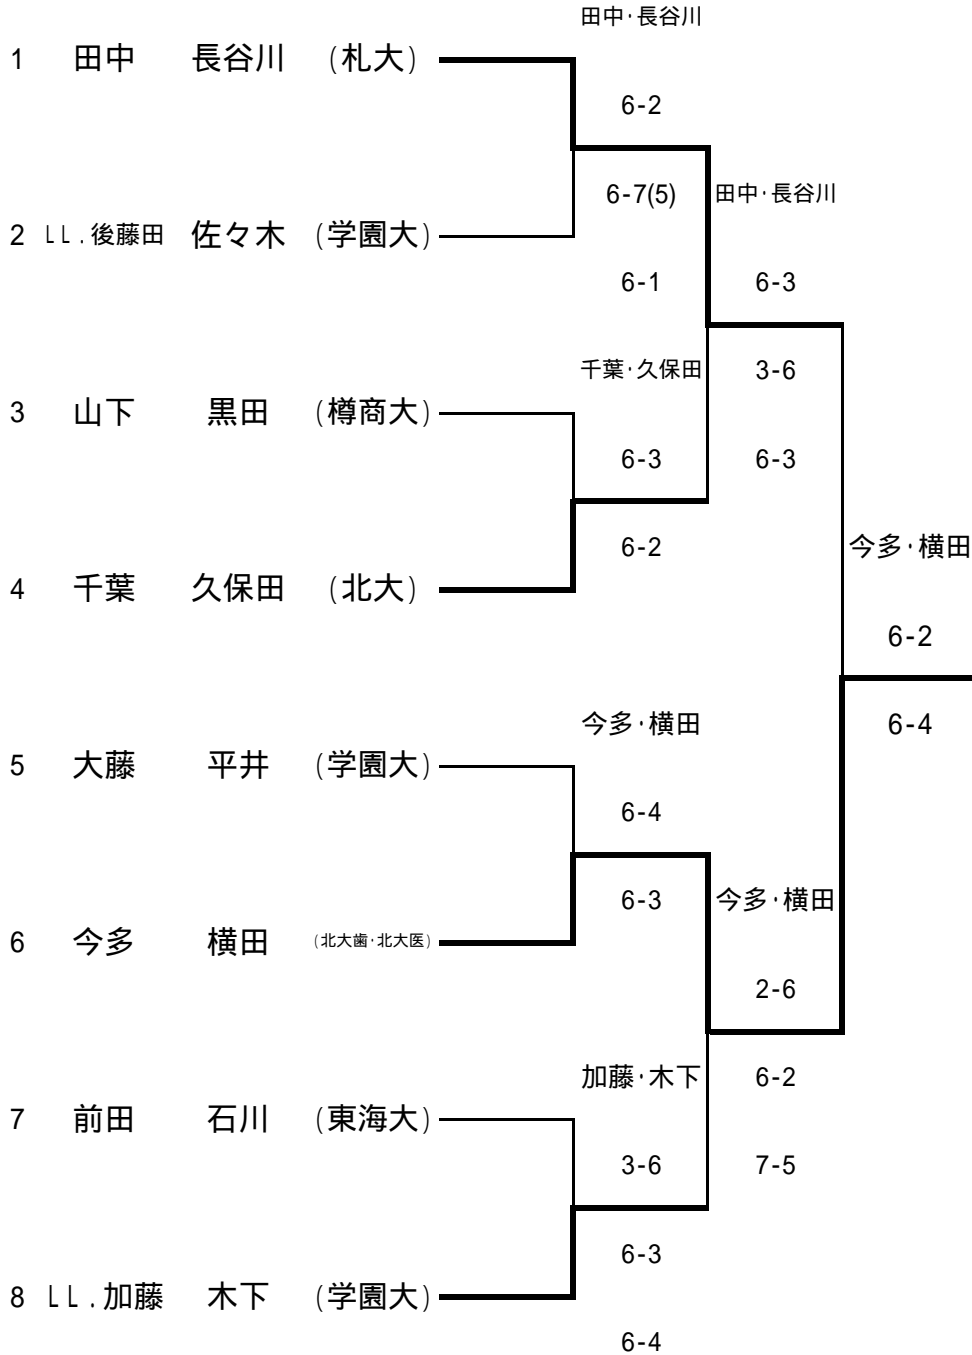 田中・長谷川
1 田中 長谷川 (札大)
6-2
6-7(5) 田中・長谷川
2 LL.後藤田 佐々木 (学園大)
6-1 6-3
千葉・久保田 3-6
3 山下 黒田 (樽商大)
6-3 6-3
6-2 今多・横田
4 千葉 久保田 (北大)
6-2
今多・横田 6-4
5 大藤 平井 (学園大)
6-4
6-3 今多・横田
6 今多 横田 (北大歯・北大医)
2-6
加藤・木下 6-2
7 前田 石川 (東海大)
3-6 7-5
6-3
8 LL.加藤 木下 (学園大)
6-4